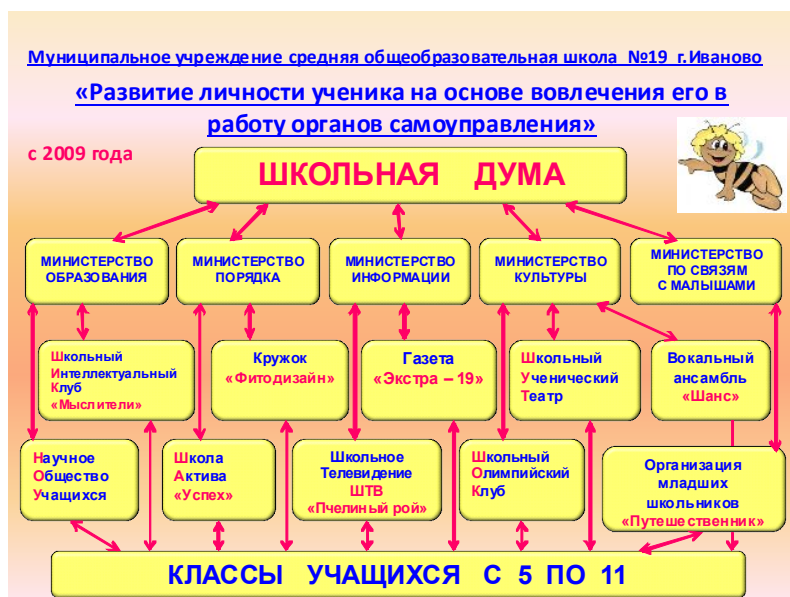 Муниципальное учреждение средняя общеобразовательная школа №19 г.Иваново
«Развитие личности ученика на основе вовлечения его в
работу органов самоуправления»
с 2009 года
ШКОЛЬНАЯ ДУМА
МИНИСТЕРСТВО
ОБРАЗОВАНИЯ
МИНИСТЕРСТВО
ПОРЯДКА
МИНИСТЕРСТВО
ИНФОРМАЦИИ
МИНИСТЕРСТВО
КУЛЬТУРЫ
МИНИСТЕРСТВО
ПО СВЯЗЯМ
С МАЛЫШАМИ
Школьный
Интеллектуальный
Клуб
«Мыслители»
Кружок
«Фитодизайн»
Газета
«Экстра – 19»
Школьный
Ученический
Театр
Вокальный
ансамбль
«Шанс»
Научное
Общество
Учащихся
Школа
Актива
«Успех»
Школьное
Телевидение
ШТВ
«Пчелиный рой»
Школьный
Олимпийский
Клуб
Организация
младших
школьников
«Путешественник»
КЛАССЫ УЧАЩИХСЯ С 5 ПО 11